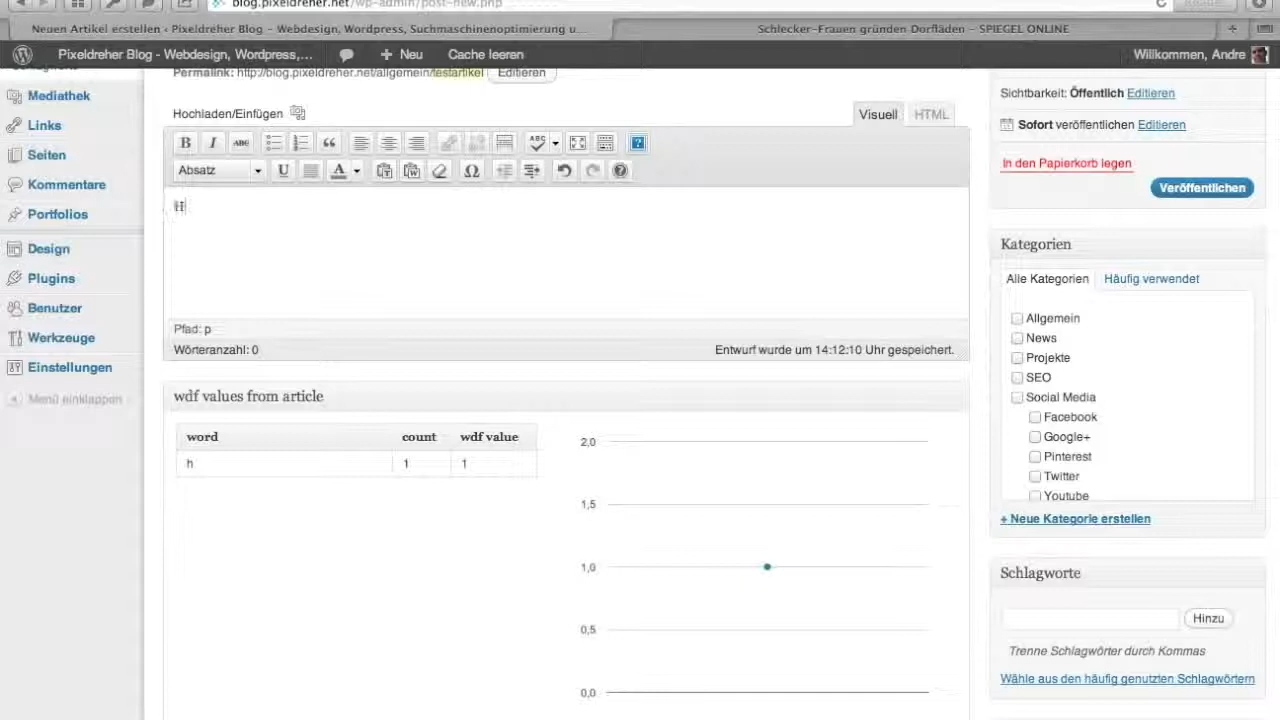 blog.pixeldreher.net/wp-admin/post-new.php
Reader
Neuen Artikel erstellen ‹ Pixeldreher Blog – Webdesign, Wordpress, Suchmaschinenoptimierung u...
Schlecker-Frauen gründen Dorfläden – SPIEGEL ONLINE
Pixeldreher Blog - Webdesign, Wordpress,...
Neu
Cache leeren
Willkommen, Andre
Mediathek
Links
Seiten
Kommentare
Portfolios
Design
Plugins
Benutzer
Werkzeuge
Einstellungen
Menü einklappen
Permalink: http://blog.pixeldreher.net/allgemein/testartikel Editieren
Hochladen/Einfügen
Visuell HTML
B I ABC ABC
Absatz U A Ω
H
Pfad: p
Wörteranzahl: 0
Entwurf wurde um 14:12:10 Uhr gespeichert.
wdf values from article
word count wdf value
h 1 1
2,0
1,5
1,0
0,5
0,0
Sichtbarkeit: Öffentlich Editieren
Sofort veröffentlichen Editieren
In den Papierkorb legen
Veröffentlichen
Kategorien
Alle Kategorien Häufig verwendet
Allgemein
News
Projekte
SEO
Social Media
Facebook
Google+
Pinterest
Twitter
Youtube
+ Neue Kategorie erstellen
Schlagworte
Hinzu
Trenne Schlagwörter durch Kommas
Wähle aus den häufig genutzten Schlagwörtern